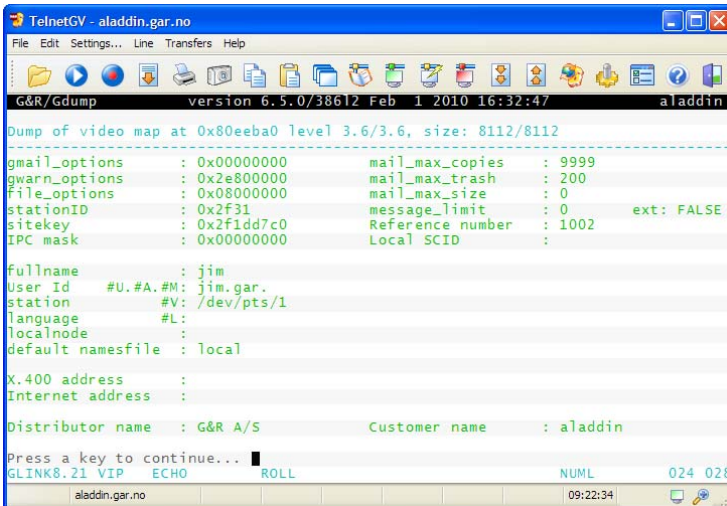 TelnetGV - aladdin.gar.no
File Edit Settings... Line Transfers Help
G&R/Gdump version 6.5.0/38612 Feb 1 2010 16:32:47 aladdin
Dump of video map at 0x80eeba0 level 3.6/3.6, size: 8112/8112
gmail_options : 0x00000000 mail_max_copies : 9999
gwarn_options : 0x2e800000 mail_max_trash : 200
file_options : 0x08000000 mail_max_size : 0
stationID : 0x2f31 message_limit : 0 ext: FALSE
sitekey : 0x2f1dd7c0 Reference number : 1002
IPC mask : 0x00000000 Local SCID :
fullname : jim
User Id #U.#A.#M: jim.gar.
station #V: /dev/pts/1
language #L:
localnode :
default namesfile : local
X.400 address :
Internet address :
Distributor name : G&R A/S Customer name : aladdin
Press a key to continue...
GLINK8.21 VIP ECHO ROLL NUML 024 028
aladdin.gar.no 09:22:34